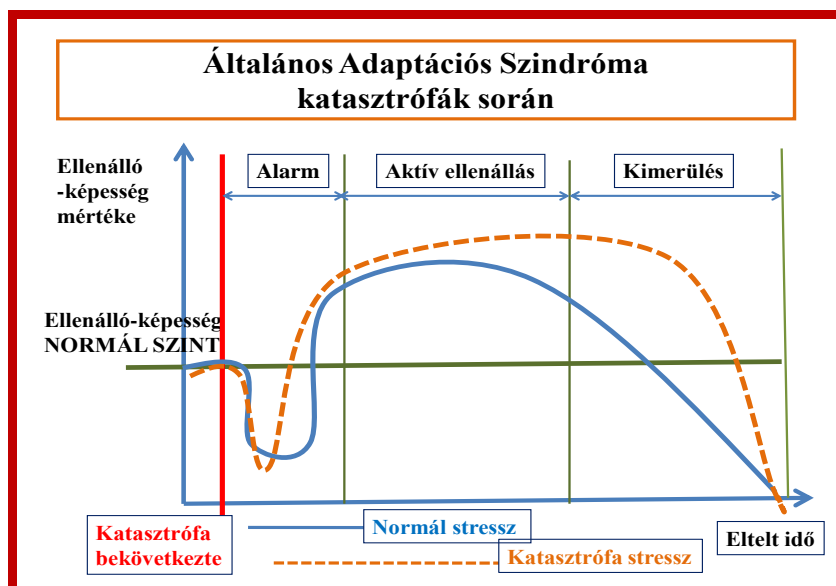 Általános Adaptációs Szindróma
katasztrófák során
Ellenálló
-képesség
mértéke
Alarm
Aktív ellenállás
Kimerülés
Ellenálló-képesség
NORMÁL SZINT
Katasztrófa
bekövetkezte
Normál stressz
Katasztrófa stressz
Eltelt idő